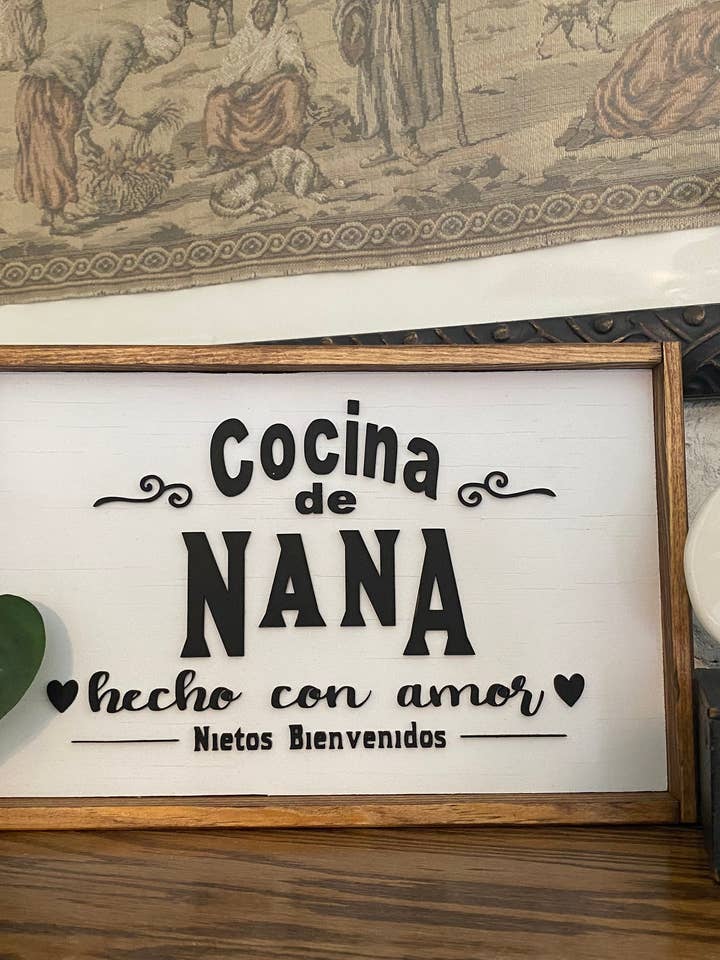 Cocina
de
NANA
hecho con amor
Nietos Bienvenidos